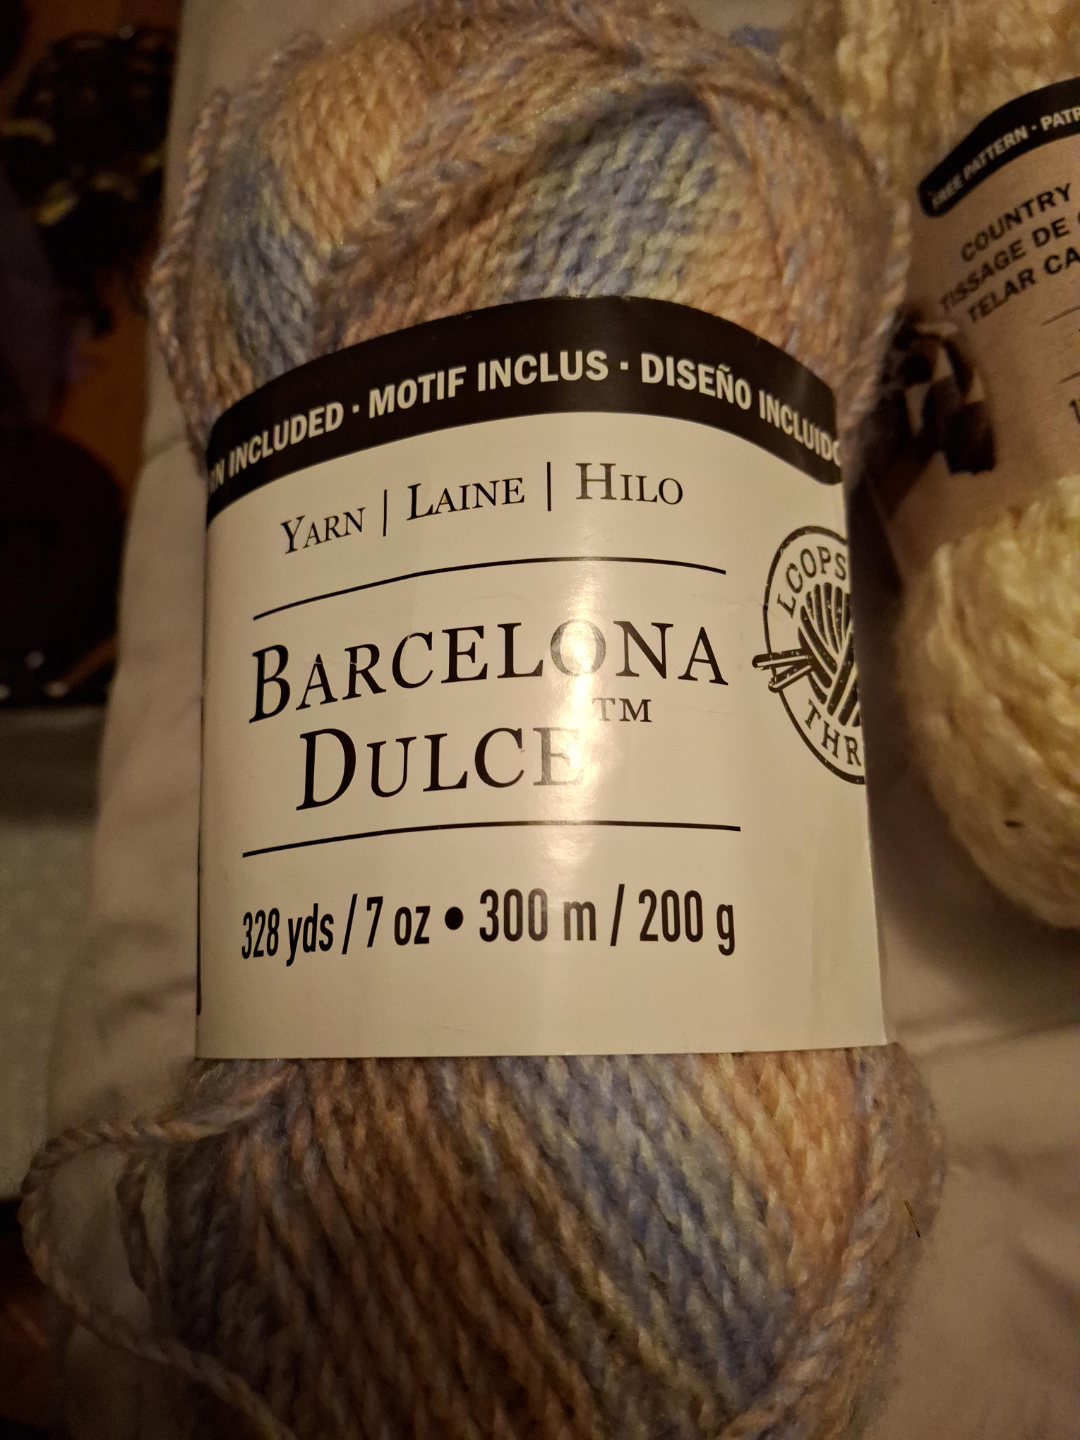 INCLUDED · MOTIF INCLUS · DISEÑO INCLUIDO
YARN | LAINE | HILO
BARCELONA
DULCE™
328 yds / 7 oz • 300 m / 200 g
LOOPS
THR
FREE PATTERN · PATR
COUNTRY
TISSAGE DE
TELAR CA